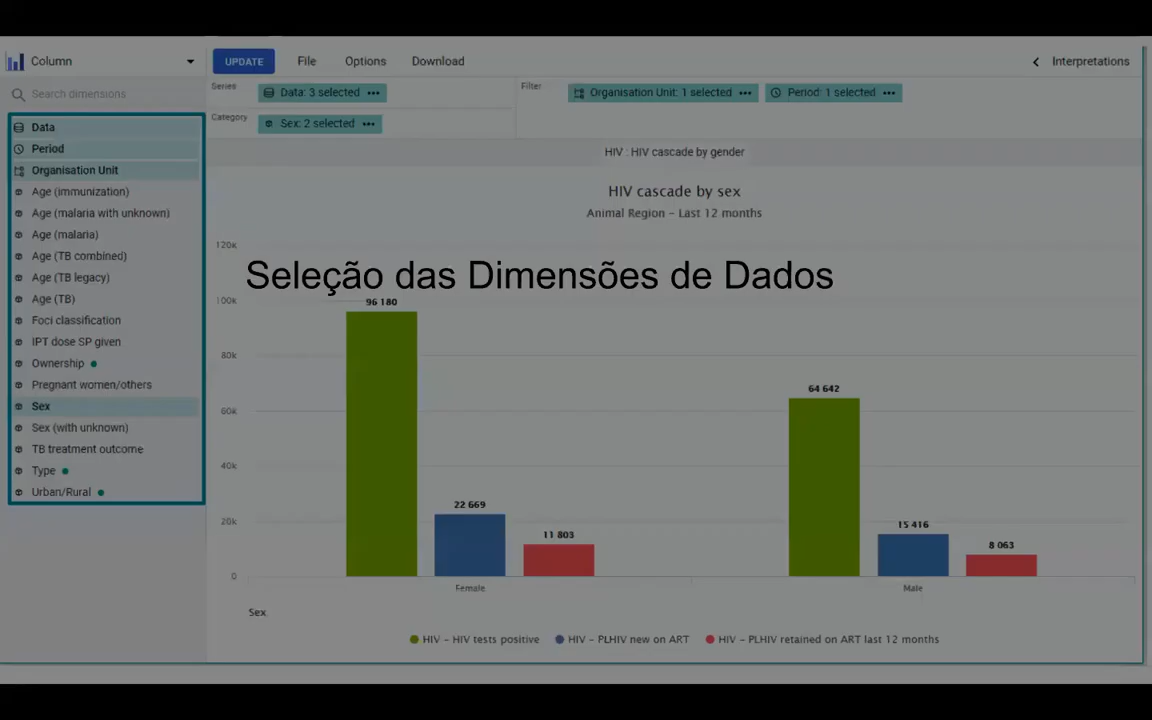 Column
UPDATE File Options Download
Interpretations
Search dimensions
Series
Data: 3 selected
Filter
Organisation Unit: 1 selected
Period: 1 selected
Category
Sex: 2 selected
Data
Period
Organisation Unit
Age (immunization)
Age (malaria with unknown)
Age (malaria)
Age (TB combined)
Age (TB legacy)
Age (TB)
Foci classification
IPT dose SP given
Ownership
Pregnant women/others
Sex
Sex (with unknown)
TB treatment outcome
Type
Urban/Rural
HIV : HIV cascade by gender
HIV cascade by sex
Animal Region - Last 12 months
Seleção das Dimensões de Dados
120k
100k
80k
60k
40k
20k
0
96 180
22 669
11 803
64 642
15 416
8 063
Female
Male
Sex
HIV - HIV tests positive
HIV - PLHIV new on ART
HIV - PLHIV retained on ART last 12 months